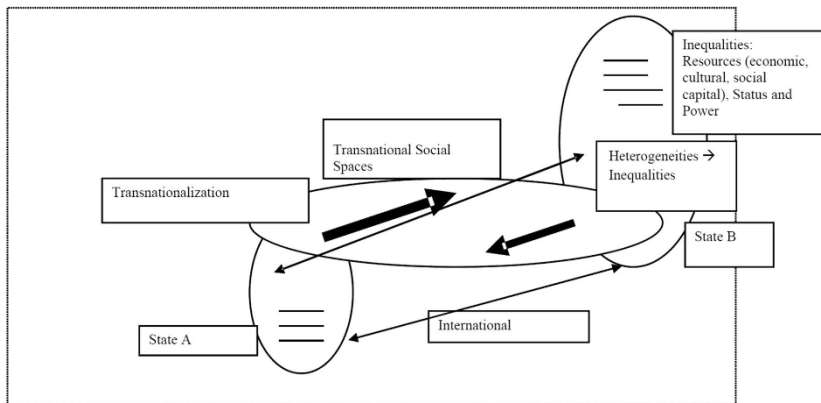 Inequalities:
Resources (economic,
cultural, social
capital), Status and
Power
Transnational Social
Spaces
Heterogeneities →
Inequalities
Transnationalization
State B
International
State A